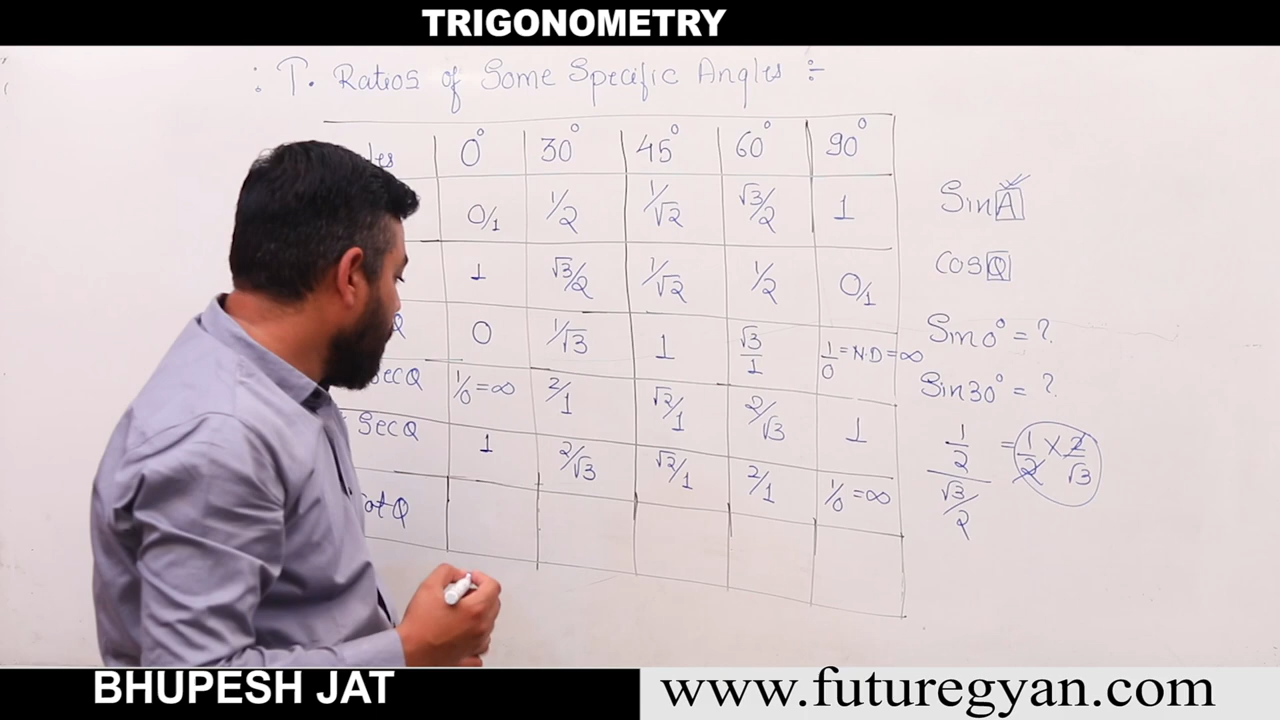 TRIGONOMETRY
: T. Ratios of Some Specific Angles ÷
0° 30° 45° 60° 90°
0/1 1/2 1/√2 √3/2 1
1 √3/2 1/√2 1/2 0/1
0 1/√3 1 √3/1 1/0 = N.D = ∞
SecQ 1/0 = ∞ 2/1 √2/1 2/√3 1
SecQ 1 2/√3 √2/1 2/1 1/0 = ∞
otQ
SinA
COSQ
Sin0° = ?
Sin30° = ?
1/2 / √3/2 = 1/2 × 2/√3
BHUPESH JAT
www.futuregyan.com